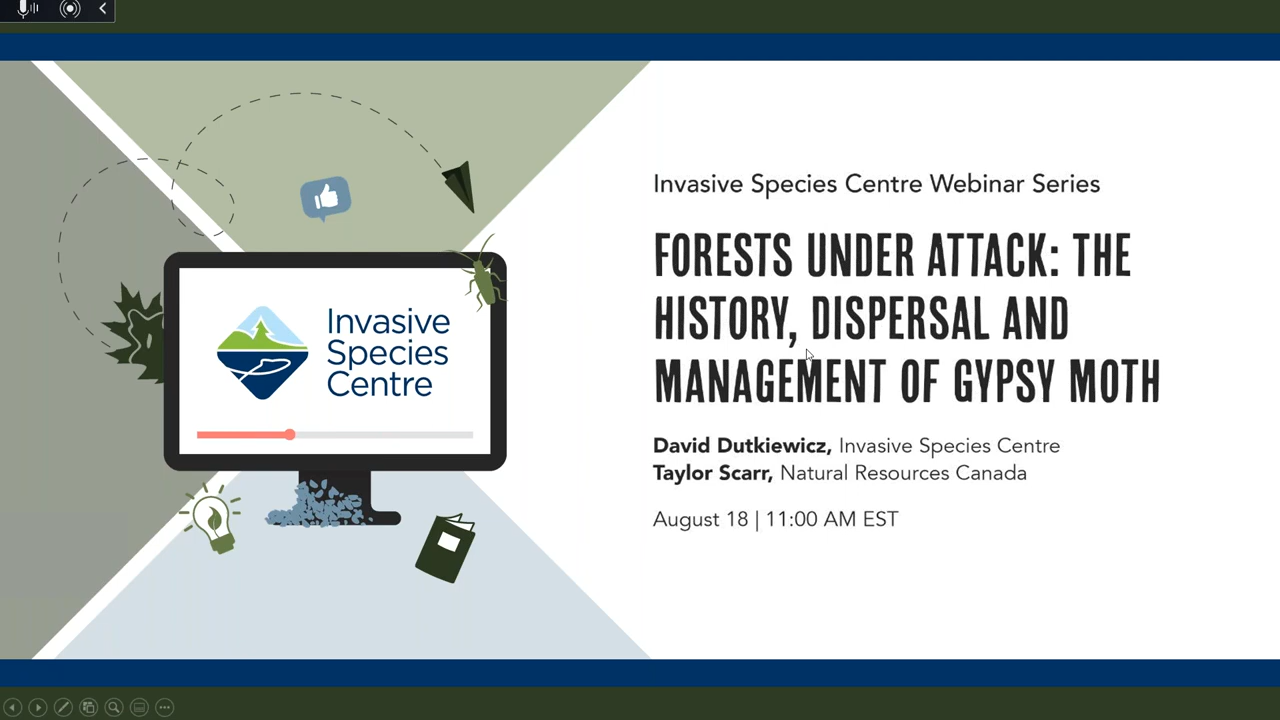 Invasive Species Centre Webinar Series
FORESTS UNDER ATTACK: THE
HISTORY, DISPERSAL AND
MANAGEMENT OF GYPSY MOTH
David Dutkiewicz, Invasive Species Centre
Taylor Scarr, Natural Resources Canada
August 18 | 11:00 AM EST
Invasive
Species
Centre